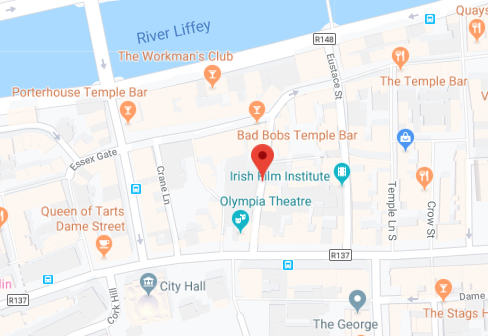 River Liffey
Quays
R148
The Workman's Club
Eustace St
The Temple Bar
Porterhouse Temple Bar
Bad Bobs Temple Bar
Essex Gate
Crane Ln
Irish Film Institute
Temple Ln S
Crow St
Olympia Theatre
Queen of Tarts
Dame Street
R137
City Hall
R137
Cork Hill
Dame
The George
The Stags H